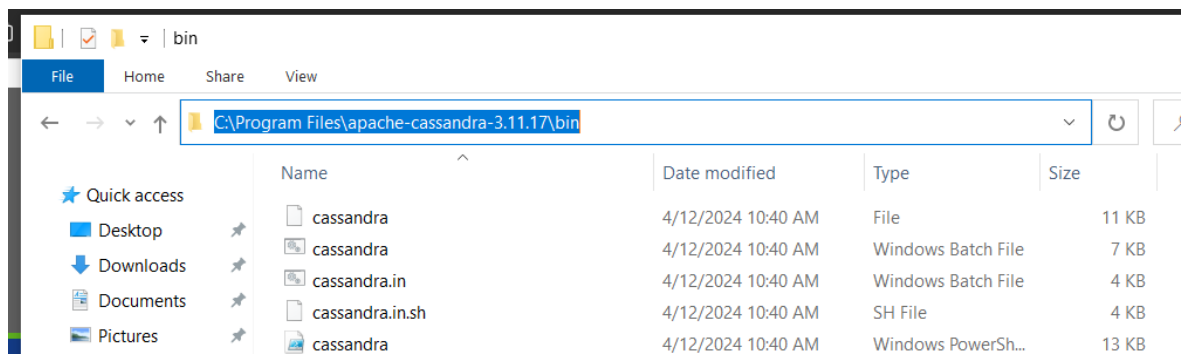 bin
File Home Share View
C:\Program Files\apache-cassandra-3.11.17\bin
Name Date modified Type Size
Quick access
Desktop
Downloads
Documents
Pictures
cassandra 4/12/2024 10:40 AM File 11 KB
cassandra 4/12/2024 10:40 AM Windows Batch File 7 KB
cassandra.in 4/12/2024 10:40 AM Windows Batch File 4 KB
cassandra.in.sh 4/12/2024 10:40 AM SH File 4 KB
cassandra 4/12/2024 10:40 AM Windows PowerSh... 13 KB